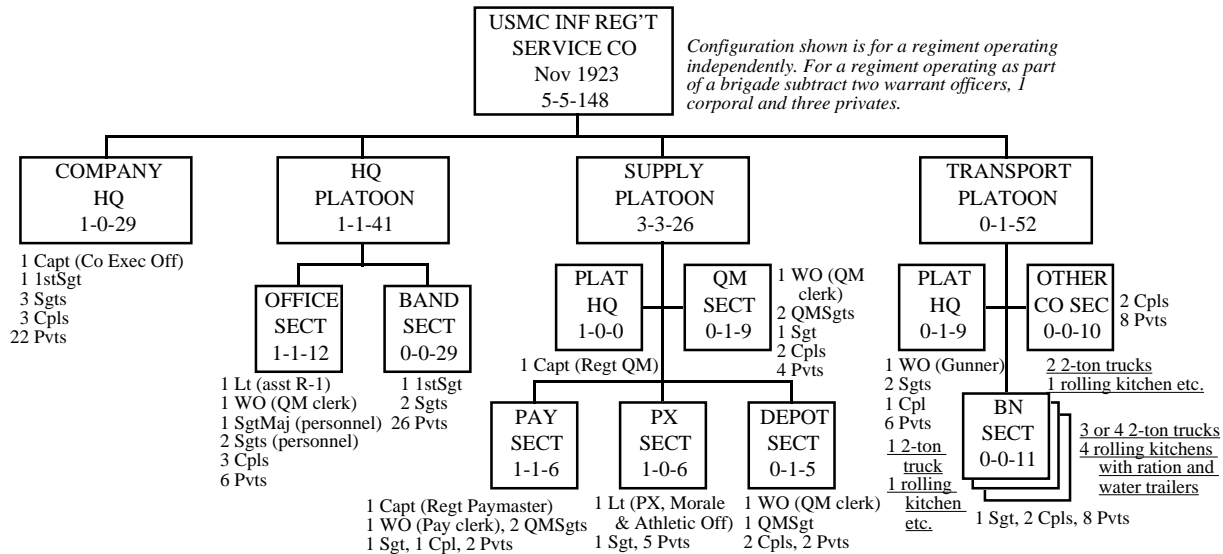 USMC INF REG'T
SERVICE CO
Nov 1923
5-5-148
Configuration shown is for a regiment operating
independently. For a regiment operating as part
of a brigade subtract two warrant officers, 1
corporal and three privates.
COMPANY
HQ
1-0-29
1 Capt (Co Exec Off)
1 1stSgt
3 Sgts
3 Cpls
22 Pvts
HQ
PLATOON
1-1-41
OFFICE
SECT
1-1-12
1 Lt (asst R-1)
1 WO (QM clerk)
1 SgtMaj (personnel)
2 Sgts (personnel)
3 Cpls
6 Pvts
BAND
SECT
0-0-29
1 1stSgt
2 Sgts
26 Pvts
SUPPLY
PLATOON
3-3-26
PLAT
HQ
1-0-0
1 Capt (Regt QM)
QM
SECT
0-1-9
1 WO (QM
clerk)
2 QMSgts
1 Sgt
2 Cpls
4 Pvts
PAY
SECT
1-1-6
1 Capt (Regt Paymaster)
1 WO (Pay clerk), 2 QMSgts
1 Sgt, 1 Cpl, 2 Pvts
PX
SECT
1-0-6
1 Lt (PX, Morale
& Athletic Off)
1 Sgt, 5 Pvts
DEPOT
SECT
0-1-5
1 WO (QM clerk)
1 QMSgt
2 Cpls, 2 Pvts
TRANSPORT
PLATOON
0-1-52
PLAT
HQ
0-1-9
1 WO (Gunner)
2 Sgts
1 Cpl
6 Pvts
1 2-ton
truck
1 rolling
kitchen
etc.
OTHER
CO SEC
0-0-10
2 Cpls
8 Pvts
2 2-ton trucks
1 rolling kitchen etc.
BN
SECT
0-0-11
3 or 4 2-ton trucks
4 rolling kitchens
with ration and
water trailers
1 Sgt, 2 Cpls, 8 Pvts